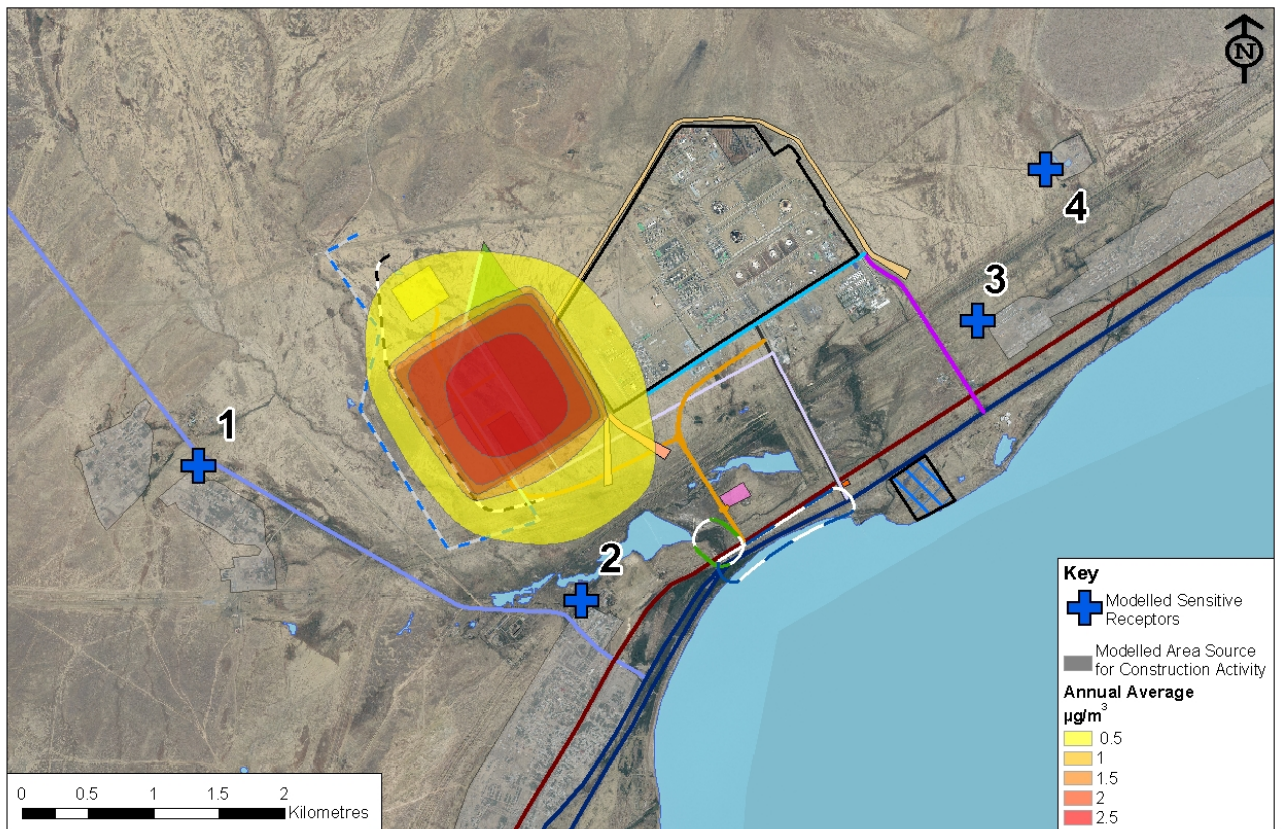 N
4
3
1
2
Key
Modelled Sensitive
Receptors
Modelled Area Source
for Construction Activity
Annual Average
µg/m³
0.5
1
1.5
2
2.5
0 0.5 1 1.5 2
Kilometres